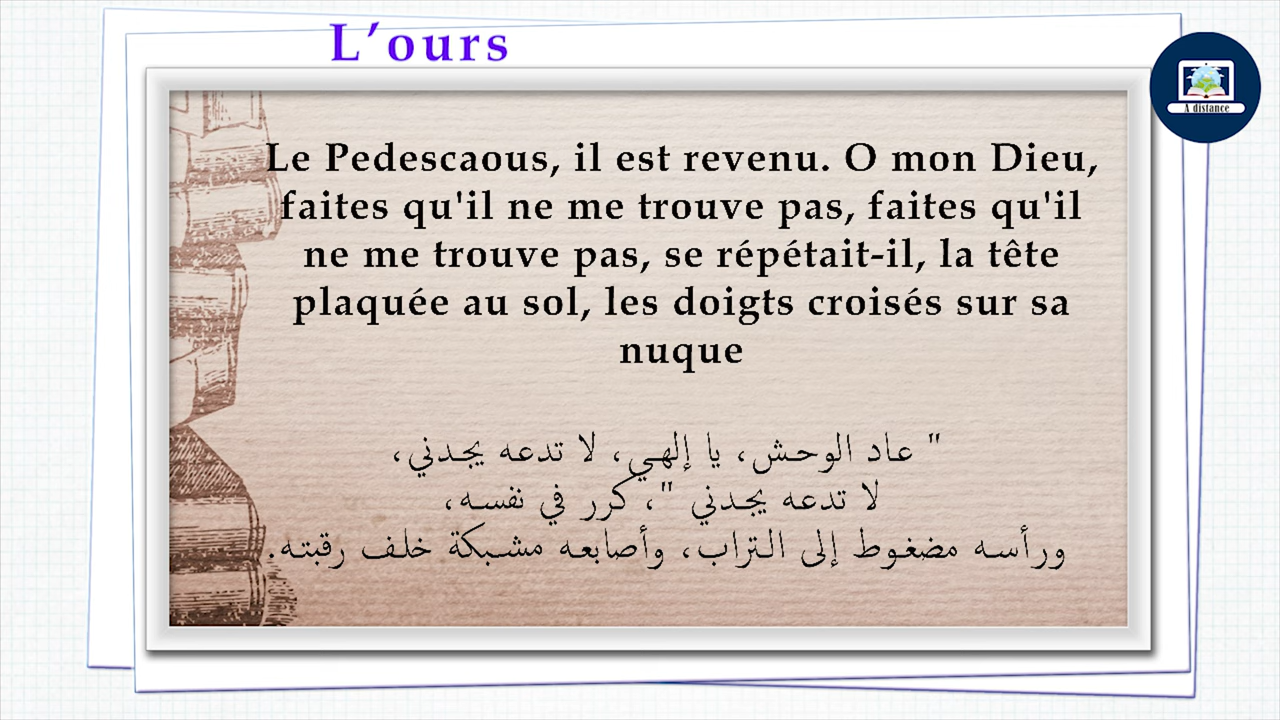 L’ours
A distance
Le Pedescaous, il est revenu. O mon Dieu,
faites qu'il ne me trouve pas, faites qu'il
ne me trouve pas, se répétait-il, la tête
plaquée au sol, les doigts croisés sur sa
nuque
" عاد الوحش، يا إلهي، لا تدعه يجدني،
لا تدعه يجدني "، كرر في نفسه،
ورأسه مضغوط إلى التراب، وأصابعه مشبكة خلف رقبته.